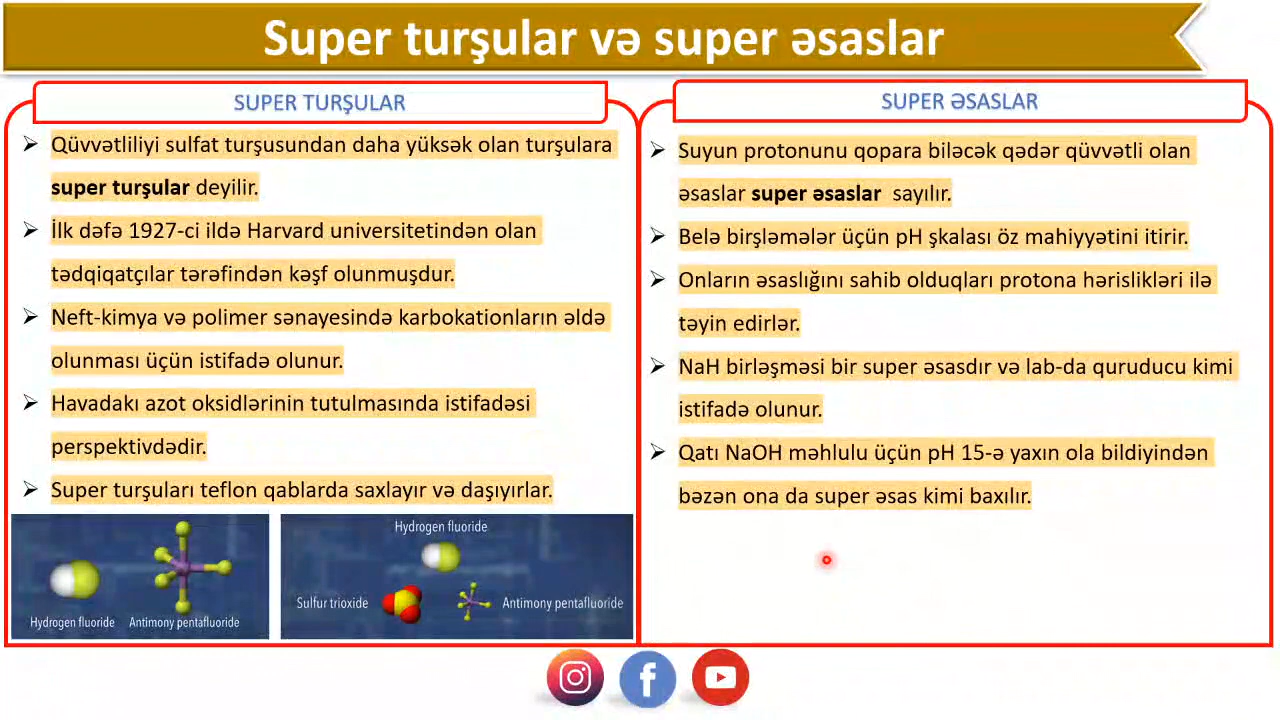 Super turşular və super əsaslar
SUPER TURŞULAR
Qüvvətliliyi sulfat turşusundan daha yüksək olan turşulara
super turşular deyilir.
İlk dəfə 1927-ci ildə Harvard universitetindən olan
tədqiqatçılar tərəfindən kəşf olunmuşdur.
Neft-kimya və polimer sənayesində karbokationların əldə
olunması üçün istifadə olunur.
Havadakı azot oksidlərinin tutulmasında istifadəsi
perspektivdədir.
Super turşuları teflon qablarda saxlayır və daşıyırlar.
Hydrogen fluoride
Antimony pentafluoride
Hydrogen fluoride
Sulfur trioxide
Antimony pentafluoride
SUPER ƏSASLAR
Suyun protonunu qopara biləcək qədər qüvvətli olan
əsaslar super əsaslar sayılır.
Belə birşləmələr üçün pH şkalası öz mahiyyətini itirir.
Onların əsaslığını sahib olduqları protona hərislikləri ilə
təyin edirlər.
NaH birləşməsi bir super əsasdır və lab-da quruducu kimi
istifadə olunur.
Qatı NaOH məhlulu üçün pH 15-ə yaxın ola bildiyindən
bəzən ona da super əsas kimi baxılır.